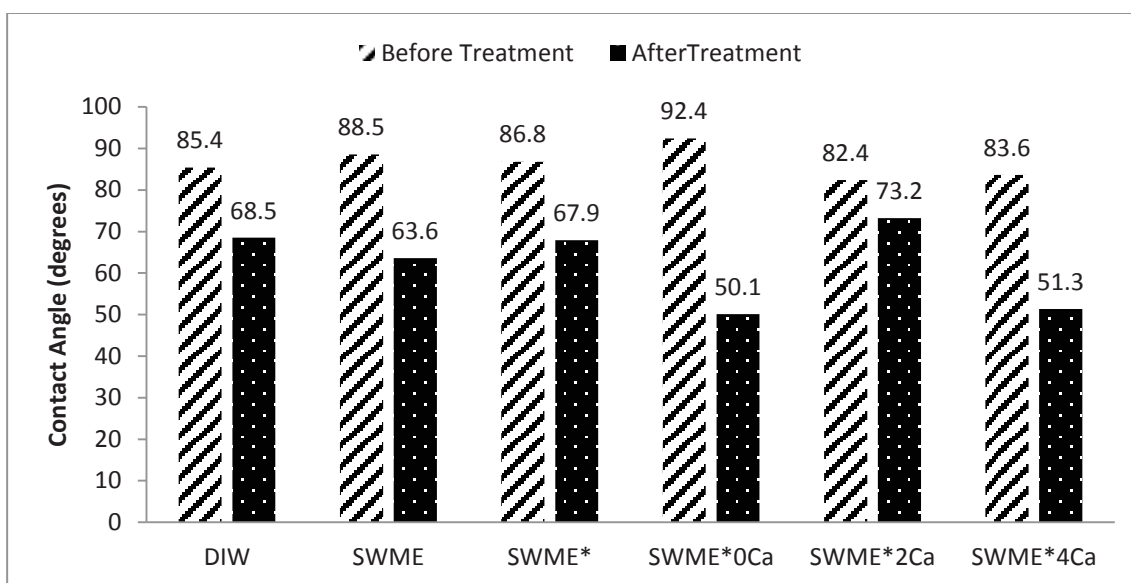 Before Treatment AfterTreatment
Contact Angle (degrees)
100
90
80
70
60
50
40
30
20
10
0
85.4 68.5 88.5 63.6 86.8 67.9 92.4 50.1 82.4 73.2 83.6 51.3
DIW SWME SWME* SWME*0Ca SWME*2Ca SWME*4Ca